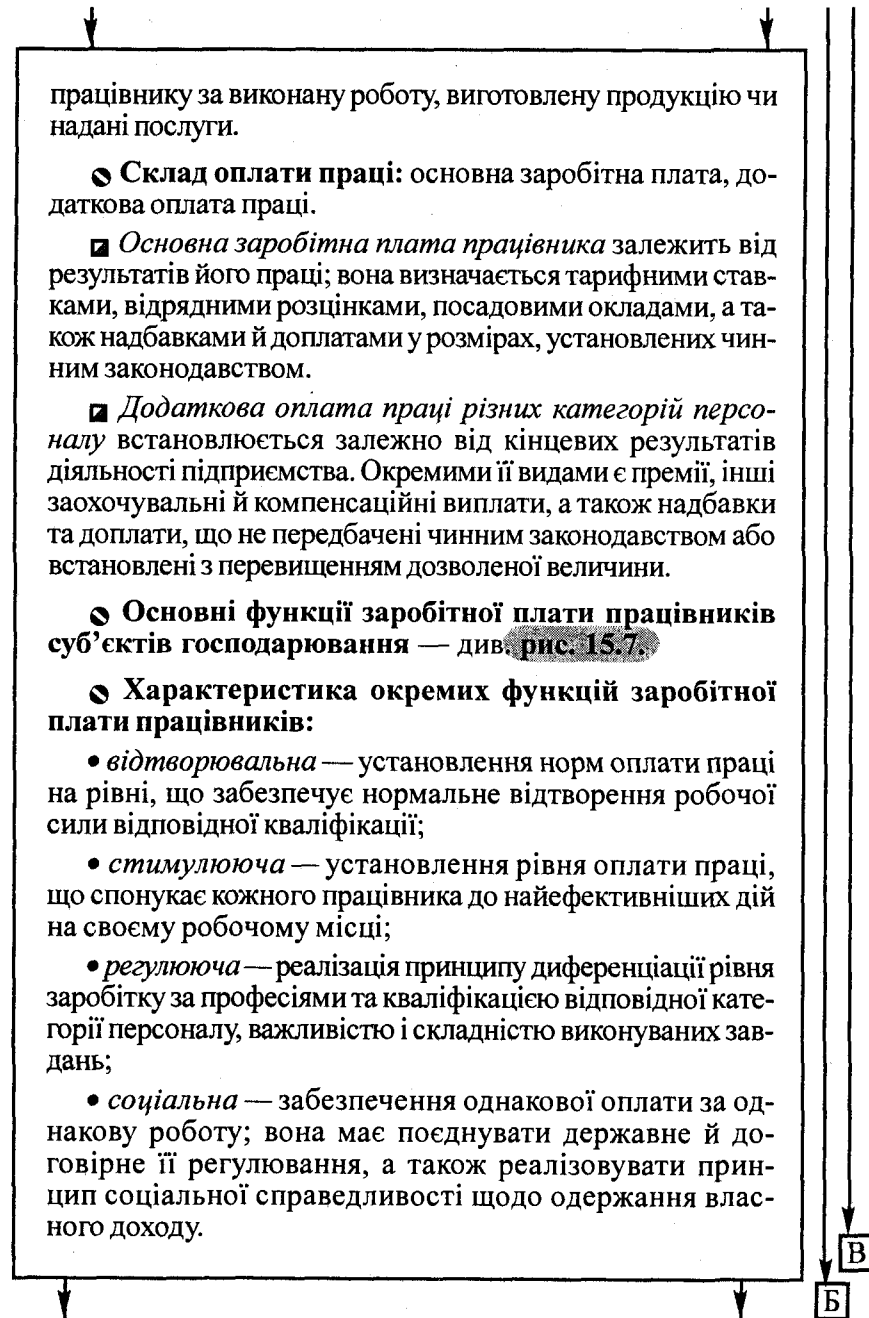 працівнику за виконану роботу, виготовлену продукцію чи
надані послуги.
Склад оплати праці: основна заробітна плата, до-
даткова оплата праці.
Основна заробітна плата працівника залежить від
результатів його праці; вона визначається тарифними став-
ками, відрядними розцінками, посадовими окладами, а та-
кож надбавками й доплатами у розмірах, установлених чин-
ним законодавством.
Додаткова оплата праці різних категорій персо-
налу встановлюється залежно від кінцевих результатів
діяльності підприємства. Окремими її видами є премії, інші
заохочувальні й компенсаційні виплати, а також надбавки
та доплати, що не передбачені чинним законодавством або
встановлені з перевищенням дозволеної величини.
Основні функції заробітної плати працівників
суб’єктів господарювання — див. рис. 15.7.
Характеристика окремих функцій заробітної
плати працівників:
• відтворювальна — установлення норм оплати праці
на рівні, що забезпечує нормальне відтворення робочої
сили відповідної кваліфікації;
• стимулююча — установлення рівня оплати праці,
що спонукає кожного працівника до найефективніших дій
на своєму робочому місці;
• регулююча — реалізація принципу диференціації рівня
заробітку за професіями та кваліфікацією відповідної кате-
горії персоналу, важливістю і складністю виконуваних зав-
дань;
• соціальна — забезпечення однакової оплати за од-
накову роботу; вона має поєднувати державне й до-
говірне її регулювання, а також реалізовувати прин-
цип соціальної справедливості щодо одержання влас-
ного доходу.
В
Б